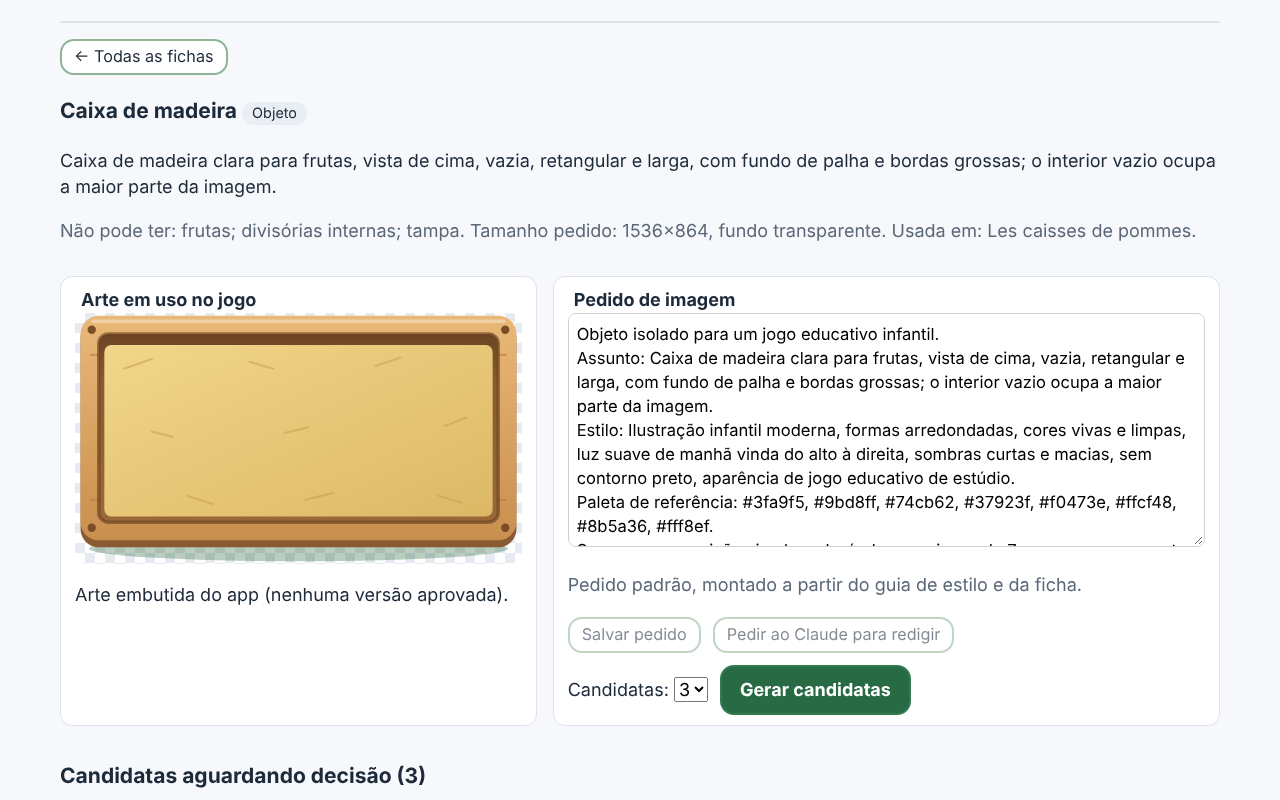 ← Todas as fichas
Caixa de madeira Objeto
Caixa de madeira clara para frutas, vista de cima, vazia, retangular e larga, com fundo de palha e bordas grossas; o interior vazio ocupa
a maior parte da imagem.
Não pode ter: frutas; divisórias internas; tampa. Tamanho pedido: 1536×864, fundo transparente. Usada em: Les caisses de pommes.
Arte em uso no jogo
Arte embutida do app (nenhuma versão aprovada).
Pedido de imagem
Objeto isolado para um jogo educativo infantil.
Assunto: Caixa de madeira clara para frutas, vista de cima, vazia, retangular e
larga, com fundo de palha e bordas grossas; o interior vazio ocupa a maior
parte da imagem.
Estilo: Ilustração infantil moderna, formas arredondadas, cores vivas e limpas,
luz suave de manhã vinda do alto à direita, sombras curtas e macias, sem
contorno preto, aparência de jogo educativo de estúdio.
Paleta de referência: #3fa9f5, #9bd8ff, #74cb62, #37923f, #f0473e, #ffcf48,
#8b5a36, #fff8ef.
Pedido padrão, montado a partir do guia de estilo e da ficha.
Salvar pedido Pedir ao Claude para redigir
Candidatas: 3 Gerar candidatas
Candidatas aguardando decisão (3)